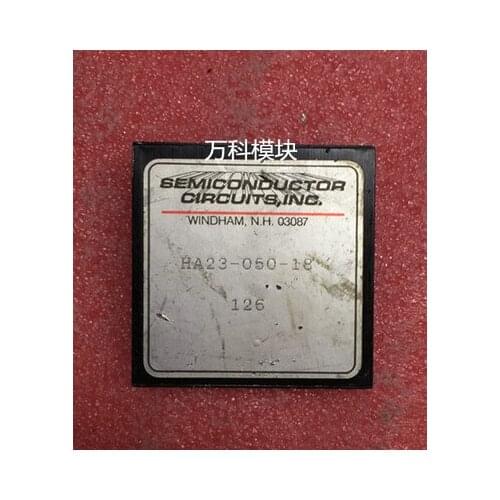 万科模块
SEMICONDUCTOR
CIRCUITS, INC.
WINDHAM, N.H. 03087
HA23-050-18
126